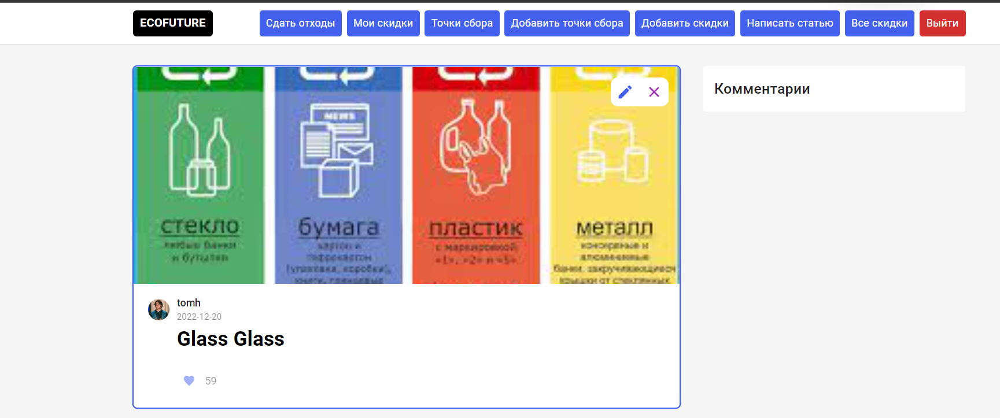 ECOFUTURE
Сдать отходы
Мои скидки
Точки сбора
Добавить точки сбора
Добавить скидки
Написать статью
Все скидки
Выйти
NEWS
стекло
любые банки
и бутылки
бумага
картон и
гофрокартон
(упаковка, коробки),
книги, глянцевые
пластик
с маркировкой
«1», «2» и «5»
металл
консервные и
алюминиевые
банки, закручивающиеся
крышки от стеклянных
Комментарии
tomh
2022-12-20
Glass Glass
59